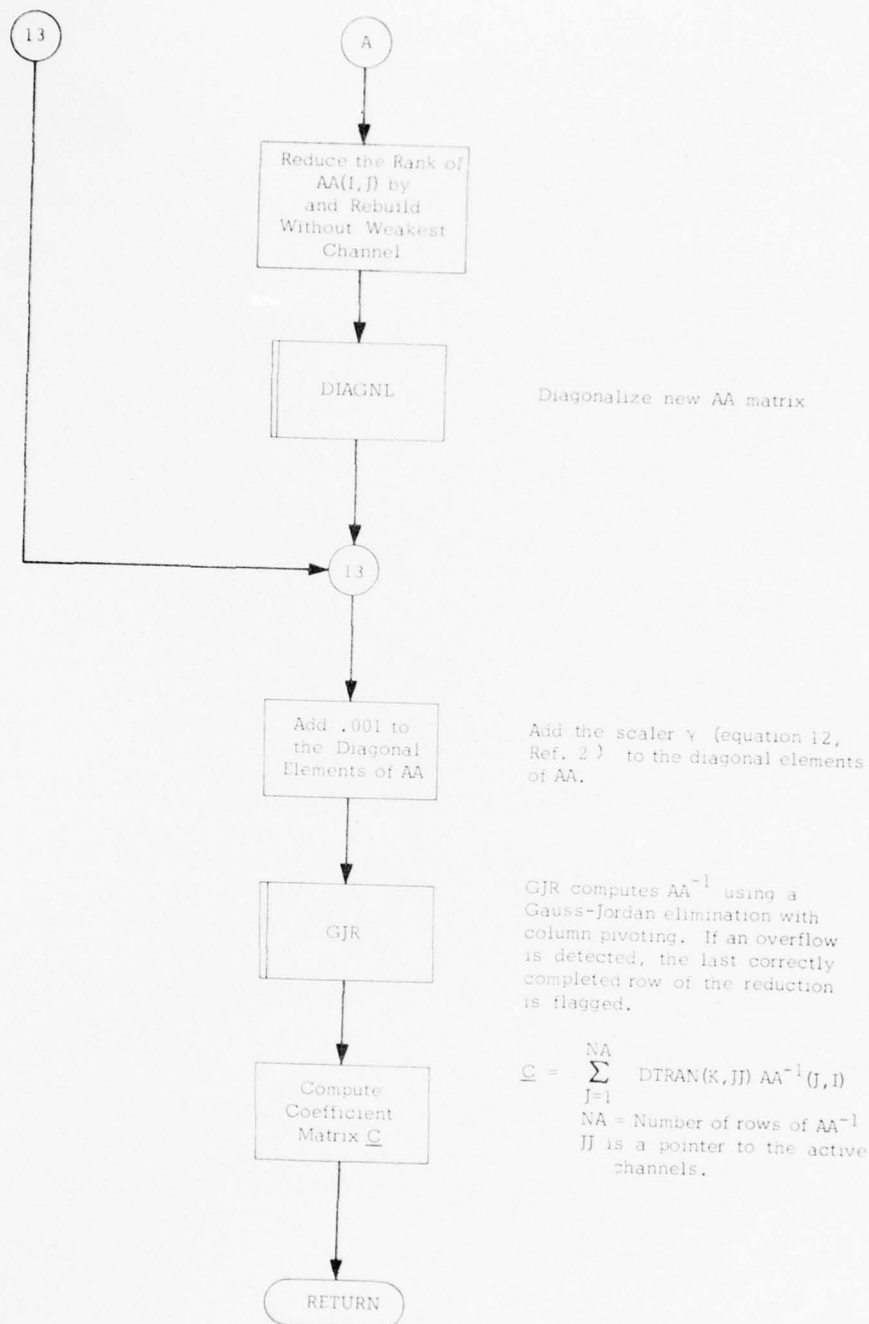 13
A
Reduce the Rank of
AA(I,J) by
and Rebuild
Without Weakest
Channel
DIAGNL
Diagonalize new AA matrix
13
Add .001 to
the Diagonal
Elements of AA
Add the scaler γ (equation 12,
Ref. 2 ) to the diagonal elements
of AA.
GJR
GJR computes AA⁻¹ using a
Gauss-Jordan elimination with
column pivoting. If an overflow
is detected, the last correctly
completed row of the reduction
is flagged.
Compute
Coefficient
Matrix C
NA
C = Σ DTRAN(K,JJ) AA⁻¹(J,I)
J=1
NA = Number of rows of AA⁻¹
JJ is a pointer to the active
channels.
RETURN